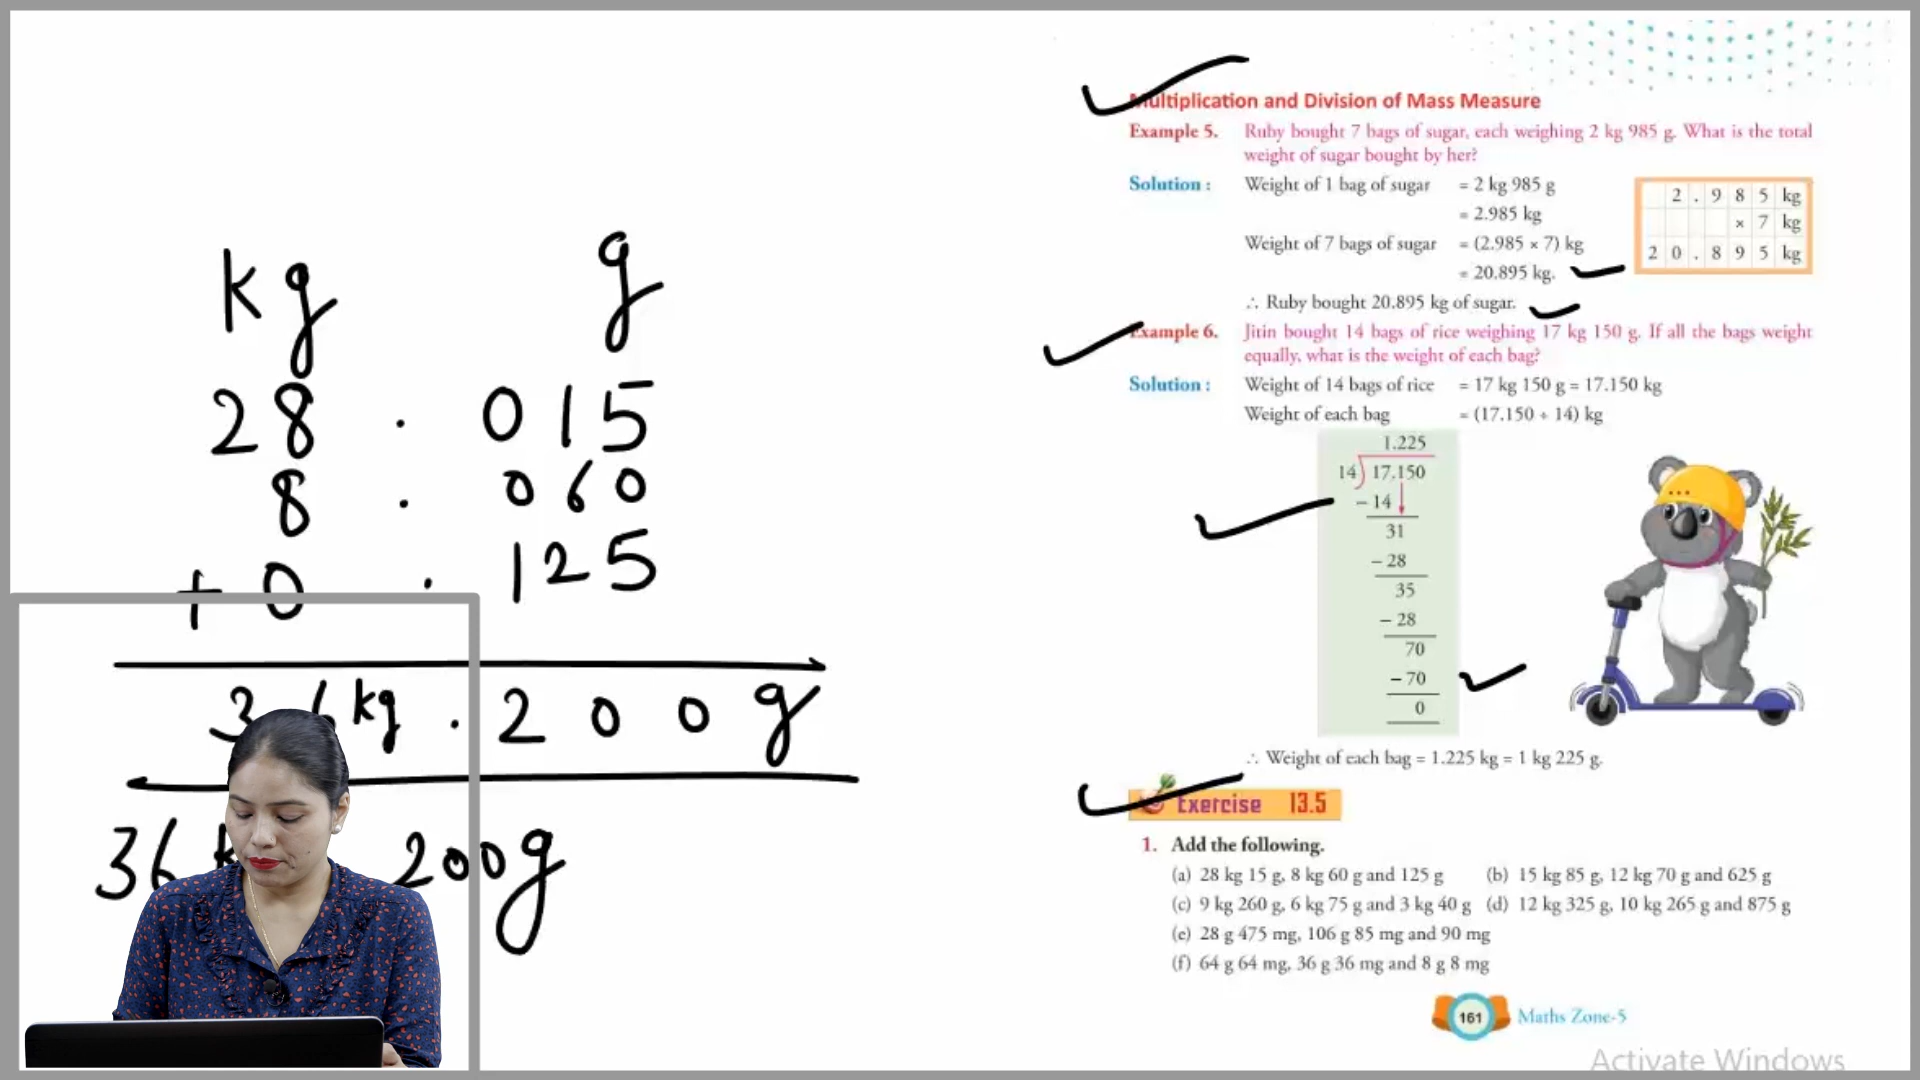 kg g
28 . 015
8 . 060
+ 0 . 125
kg . 200 g
36 200g
Multiplication and Division of Mass Measure
Example 5. Ruby bought 7 bags of sugar, each weighing 2 kg 985 g. What is the total
weight of sugar bought by her?
Solution : Weight of 1 bag of sugar = 2 kg 985 g
= 2.985 kg
Weight of 7 bags of sugar = (2.985 × 7) kg
= 20.895 kg.
∴ Ruby bought 20.895 kg of sugar.
2 . 9 8 5 kg
× 7 kg
2 0 . 8 9 5 kg
Example 6. Jitin bought 14 bags of rice weighing 17 kg 150 g. If all the bags weight
equally, what is the weight of each bag?
Solution : Weight of 14 bags of rice = 17 kg 150 g = 17.150 kg
Weight of each bag = (17.150 ÷ 14) kg
1.225
14) 17.150
– 14
31
– 28
35
– 28
70
– 70
0
∴ Weight of each bag = 1.225 kg = 1 kg 225 g.
Exercise 13.5
1. Add the following.
(a) 28 kg 15 g, 8 kg 60 g and 125 g (b) 15 kg 85 g, 12 kg 70 g and 625 g
(c) 9 kg 260 g, 6 kg 75 g and 3 kg 40 g (d) 12 kg 325 g, 10 kg 265 g and 875 g
(e) 28 g 475 mg, 106 g 85 mg and 90 mg
(f) 64 g 64 mg, 36 g 36 mg and 8 g 8 mg
161 Maths Zone-5
Activate Windows